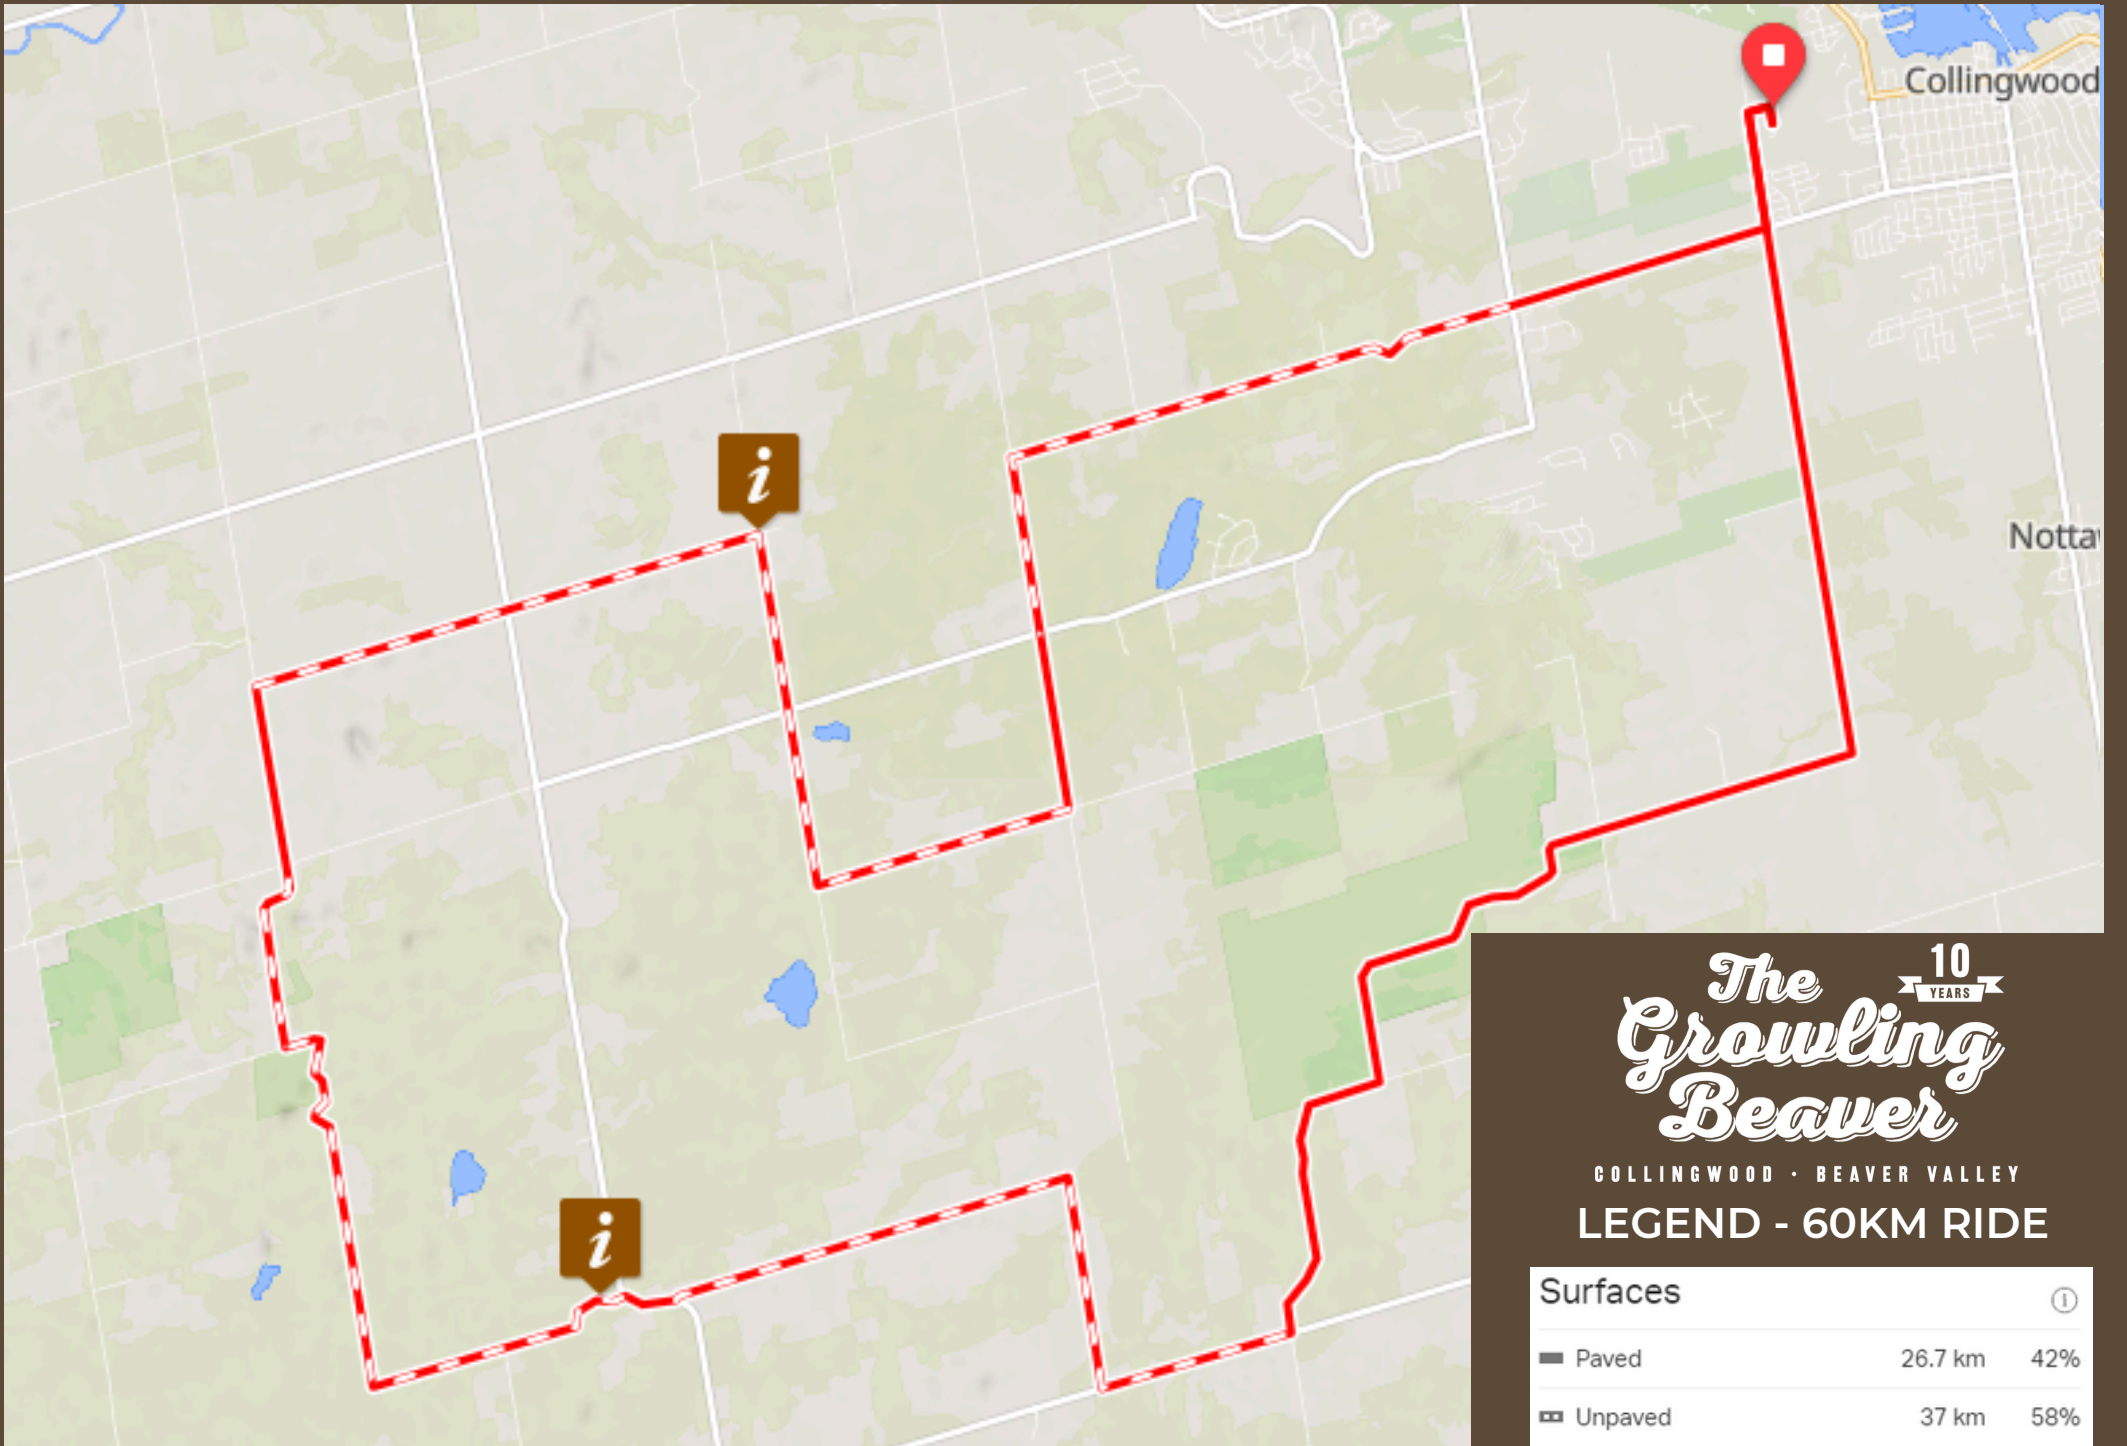 Collingwood
i
Notta
i
10
YEARS
The
Growling
Beaver
COLLINGWOOD · BEAVER VALLEY
LEGEND - 60KM RIDE
Surfaces
Paved 26.7 km 42%
Unpaved 37 km 58%